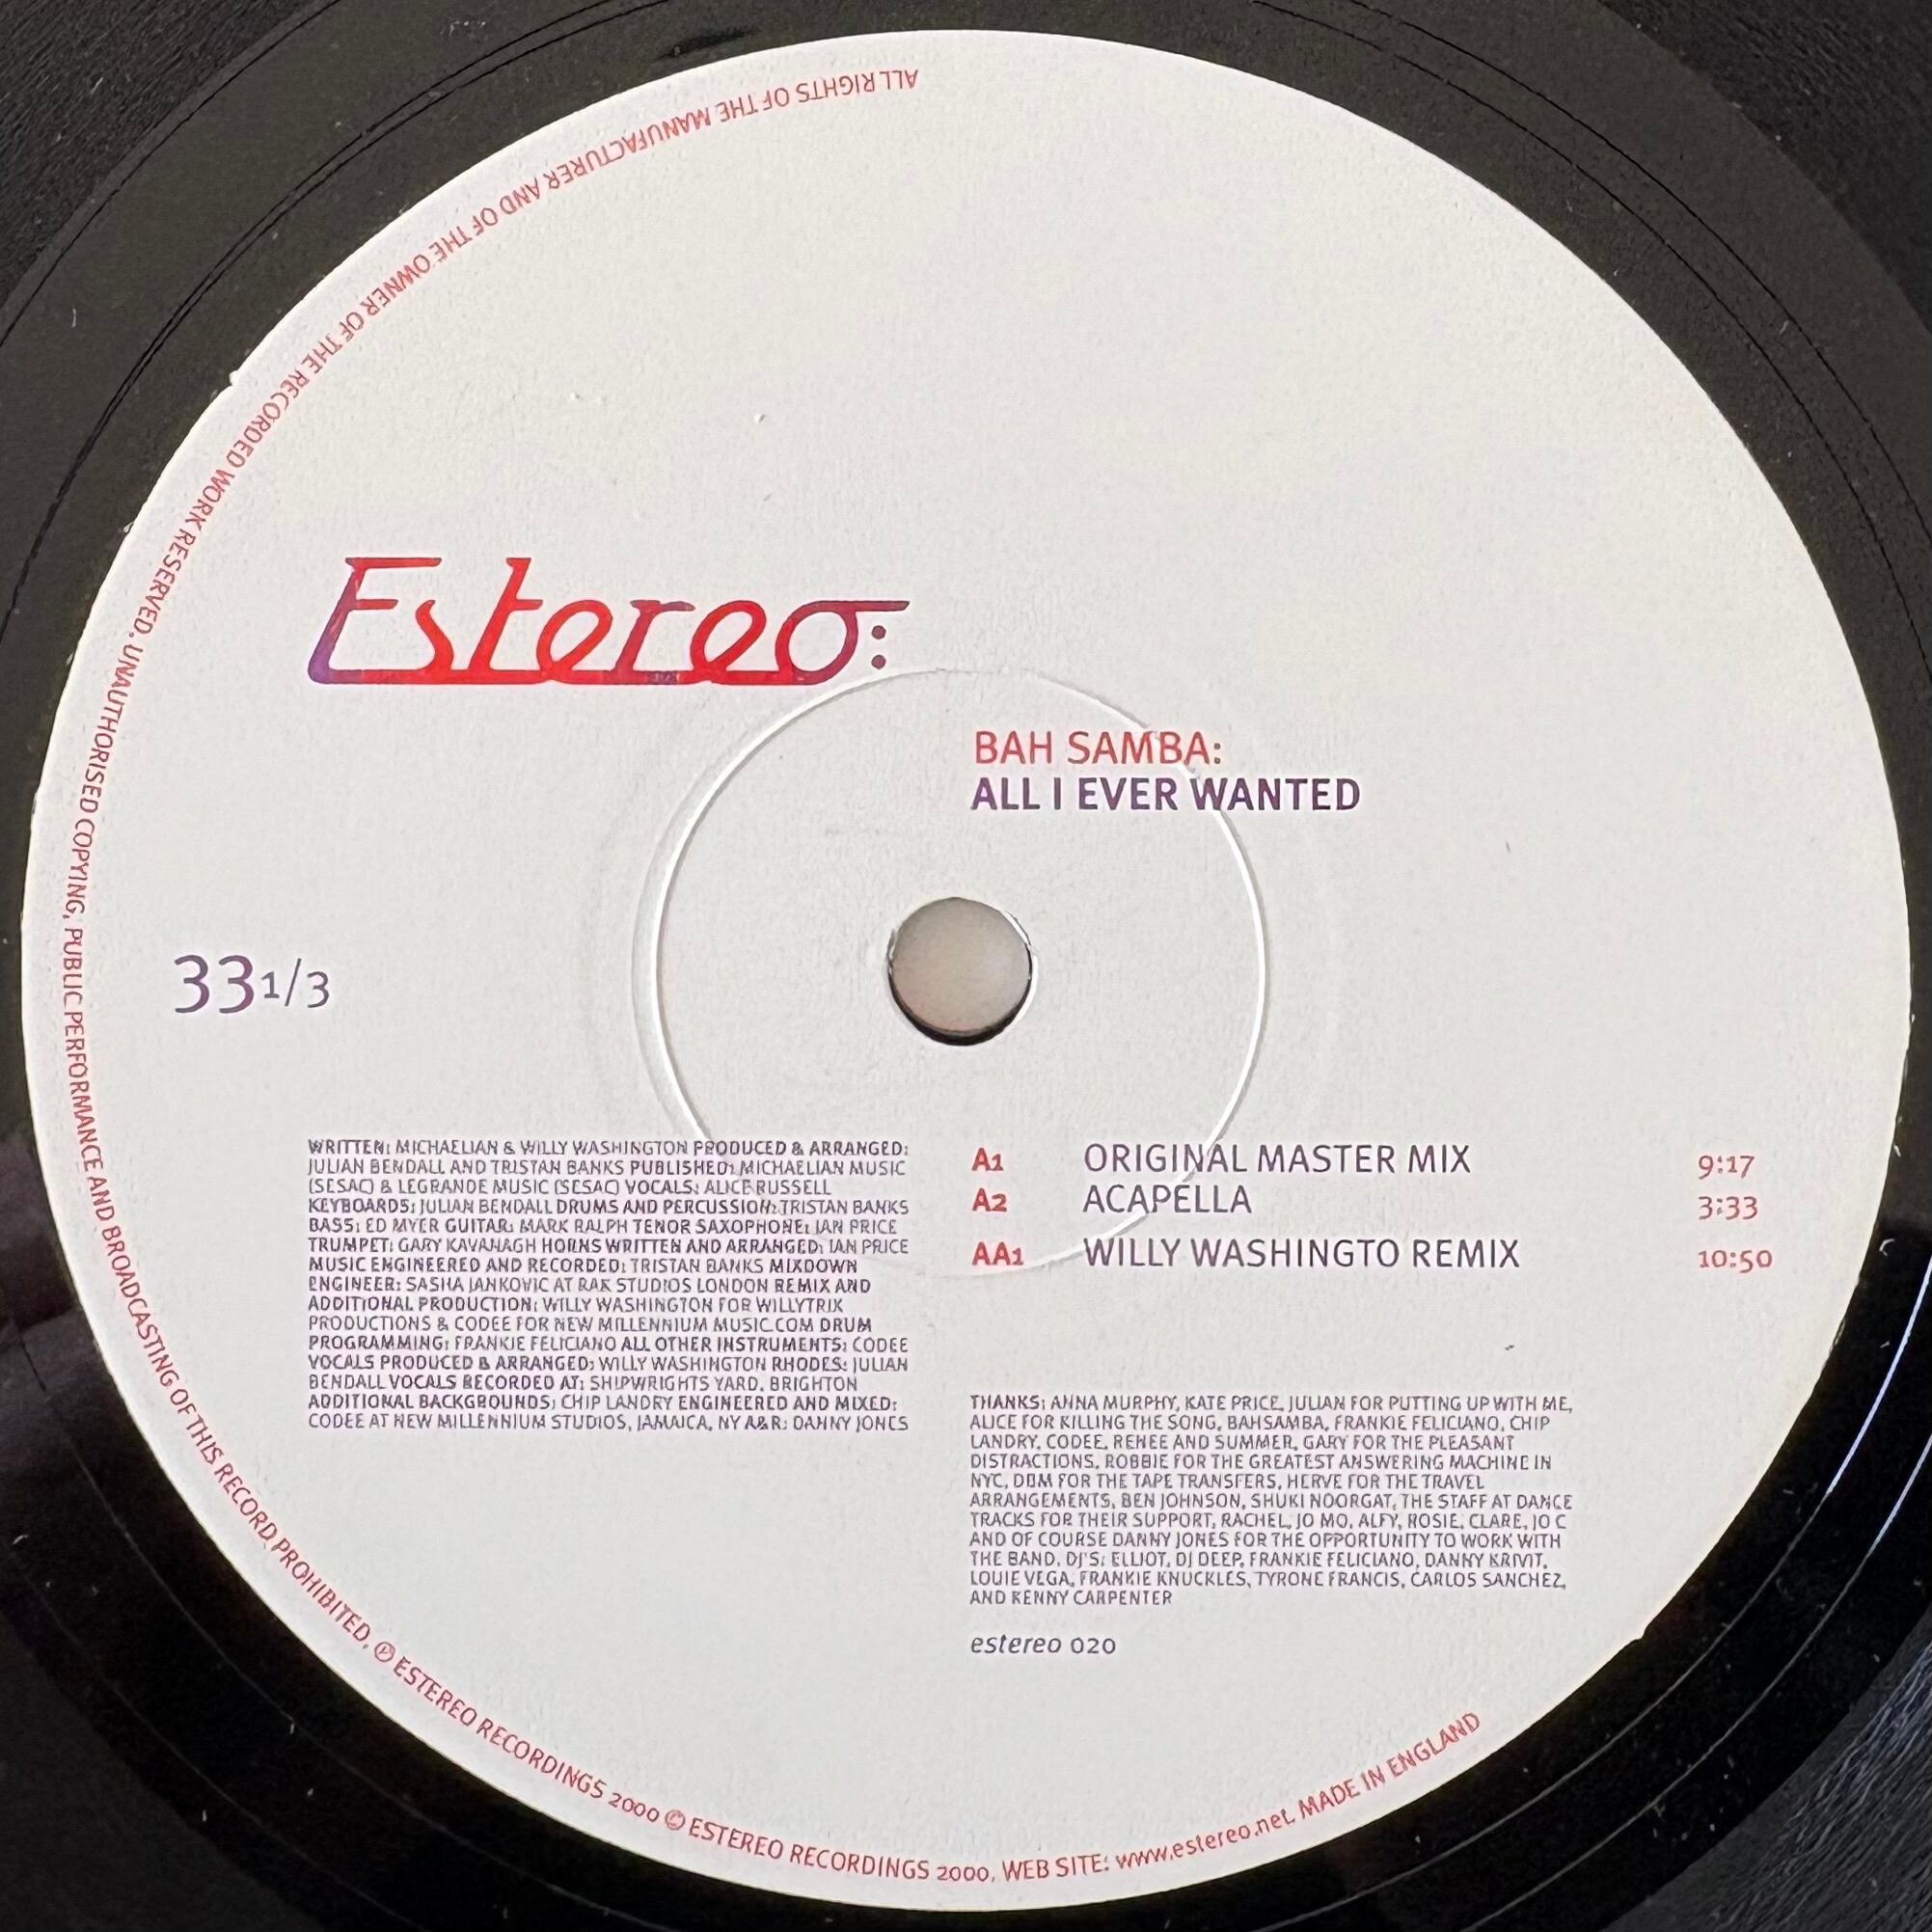 Estereo:
BAH SAMBA:
ALL I EVER WANTED
33 1/3
WRITTEN: MICHAELIAN & WILLY WASHINGTON PRODUCED & ARRANGED:
JULIAN BENDALL AND TRISTAN BANKS PUBLISHED: MICHAELIAN MUSIC
(SESAC) & LEGRANDE MUSIC (SESAC) VOCALS: ALICE RUSSELL
KEYBOARDS: JULIAN BENDALL DRUMS AND PERCUSSION: TRISTAN BANKS
BASS: ED MYER GUITAR: MARK RALPH TENOR SAXOPHONE: IAN PRICE
TRUMPET: GARY KAVANAGH HORNS WRITTEN AND ARRANGED: IAN PRICE
MUSIC ENGINEERED AND RECORDED: TRISTAN BANKS MIXDOWN
ENGINEER: SASHA JANKOVIC AT RAK STUDIOS LONDON REMIX AND
ADDITIONAL PRODUCTION: WILLY WASHINGTON FOR WILLYTRIX
PRODUCTIONS & CODEE FOR NEW MILLENNIUM MUSIC.COM DRUM
PROGRAMMING: FRANKIE FELICIANO ALL OTHER INSTRUMENTS: CODEE
VOCALS PRODUCED & ARRANGED: WILLY WASHINGTON RHODES: JULIAN
BENDALL VOCALS RECORDED AT: SHIPWRIGHTS YARD, BRIGHTON
ADDITIONAL BACKGROUNDS: CHIP LANDRY ENGINEERED AND MIXED:
CODEE AT NEW MILLENNIUM STUDIOS, JAMAICA, NY A&R: DANNY JONES
A1 ORIGINAL MASTER MIX 9:17
A2 ACAPELLA 3:33
AA1 WILLY WASHINGTO REMIX 10:50
THANKS: ANNA MURPHY, KATE PRICE, JULIAN FOR PUTTING UP WITH ME,
ALICE FOR KILLING THE SONG, BAHSAMBA, FRANKIE FELICIANO, CHIP
LANDRY, CODEE, RENEE AND SUMMER, GARY FOR THE PLEASANT
DISTRACTIONS, ROBBIE FOR THE GREATEST ANSWERING MACHINE IN
NYC, DBM FOR THE TAPE TRANSFERS, HERVE FOR THE TRAVEL
ARRANGEMENTS, BEN JOHNSON, SHUKI NOORGAT, THE STAFF AT DANCE
TRACKS FOR THEIR SUPPORT, RACHEL, JO MO, ALFY, ROSIE, CLARE, JO C
AND OF COURSE DANNY JONES FOR THE OPPORTUNITY TO WORK WITH
THE BAND. DJ'S: ELLIOT, DJ DEEP, FRANKIE FELICIANO, DANNY KRIVIT,
LOUIE VEGA, FRANKIE KNUCKLES, TYRONE FRANCIS, CARLOS SANCHEZ,
AND KENNY CARPENTER
estereo 020
ALL RIGHTS OF THE MANUFACTURER AND OF THE OWNER OF THE RECORDED WORK RESERVED. UNAUTHORISED COPYING, PUBLIC PERFORMANCE AND BROADCASTING OF THIS RECORD PROHIBITED. ℗ ESTEREO RECORDINGS 2000 © ESTEREO RECORDINGS 2000. WEB SITE: www.estereo.net MADE IN ENGLAND